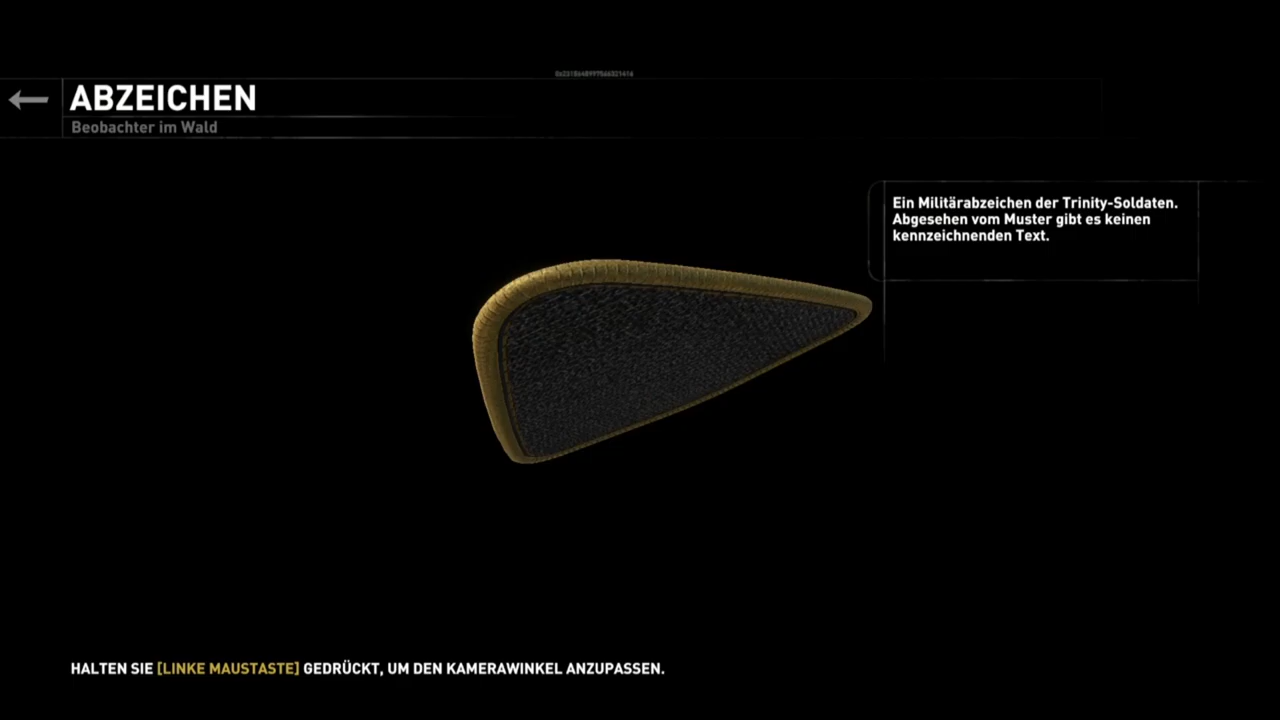 ABZEICHEN
Beobachter im Wald
Ein Militärabzeichen der Trinity-Soldaten.
Abgesehen vom Muster gibt es keinen
kennzeichnenden Text.
HALTEN SIE [LINKE MAUSTASTE] GEDRÜCKT, UM DEN KAMERAWINKEL ANZUPASSEN.